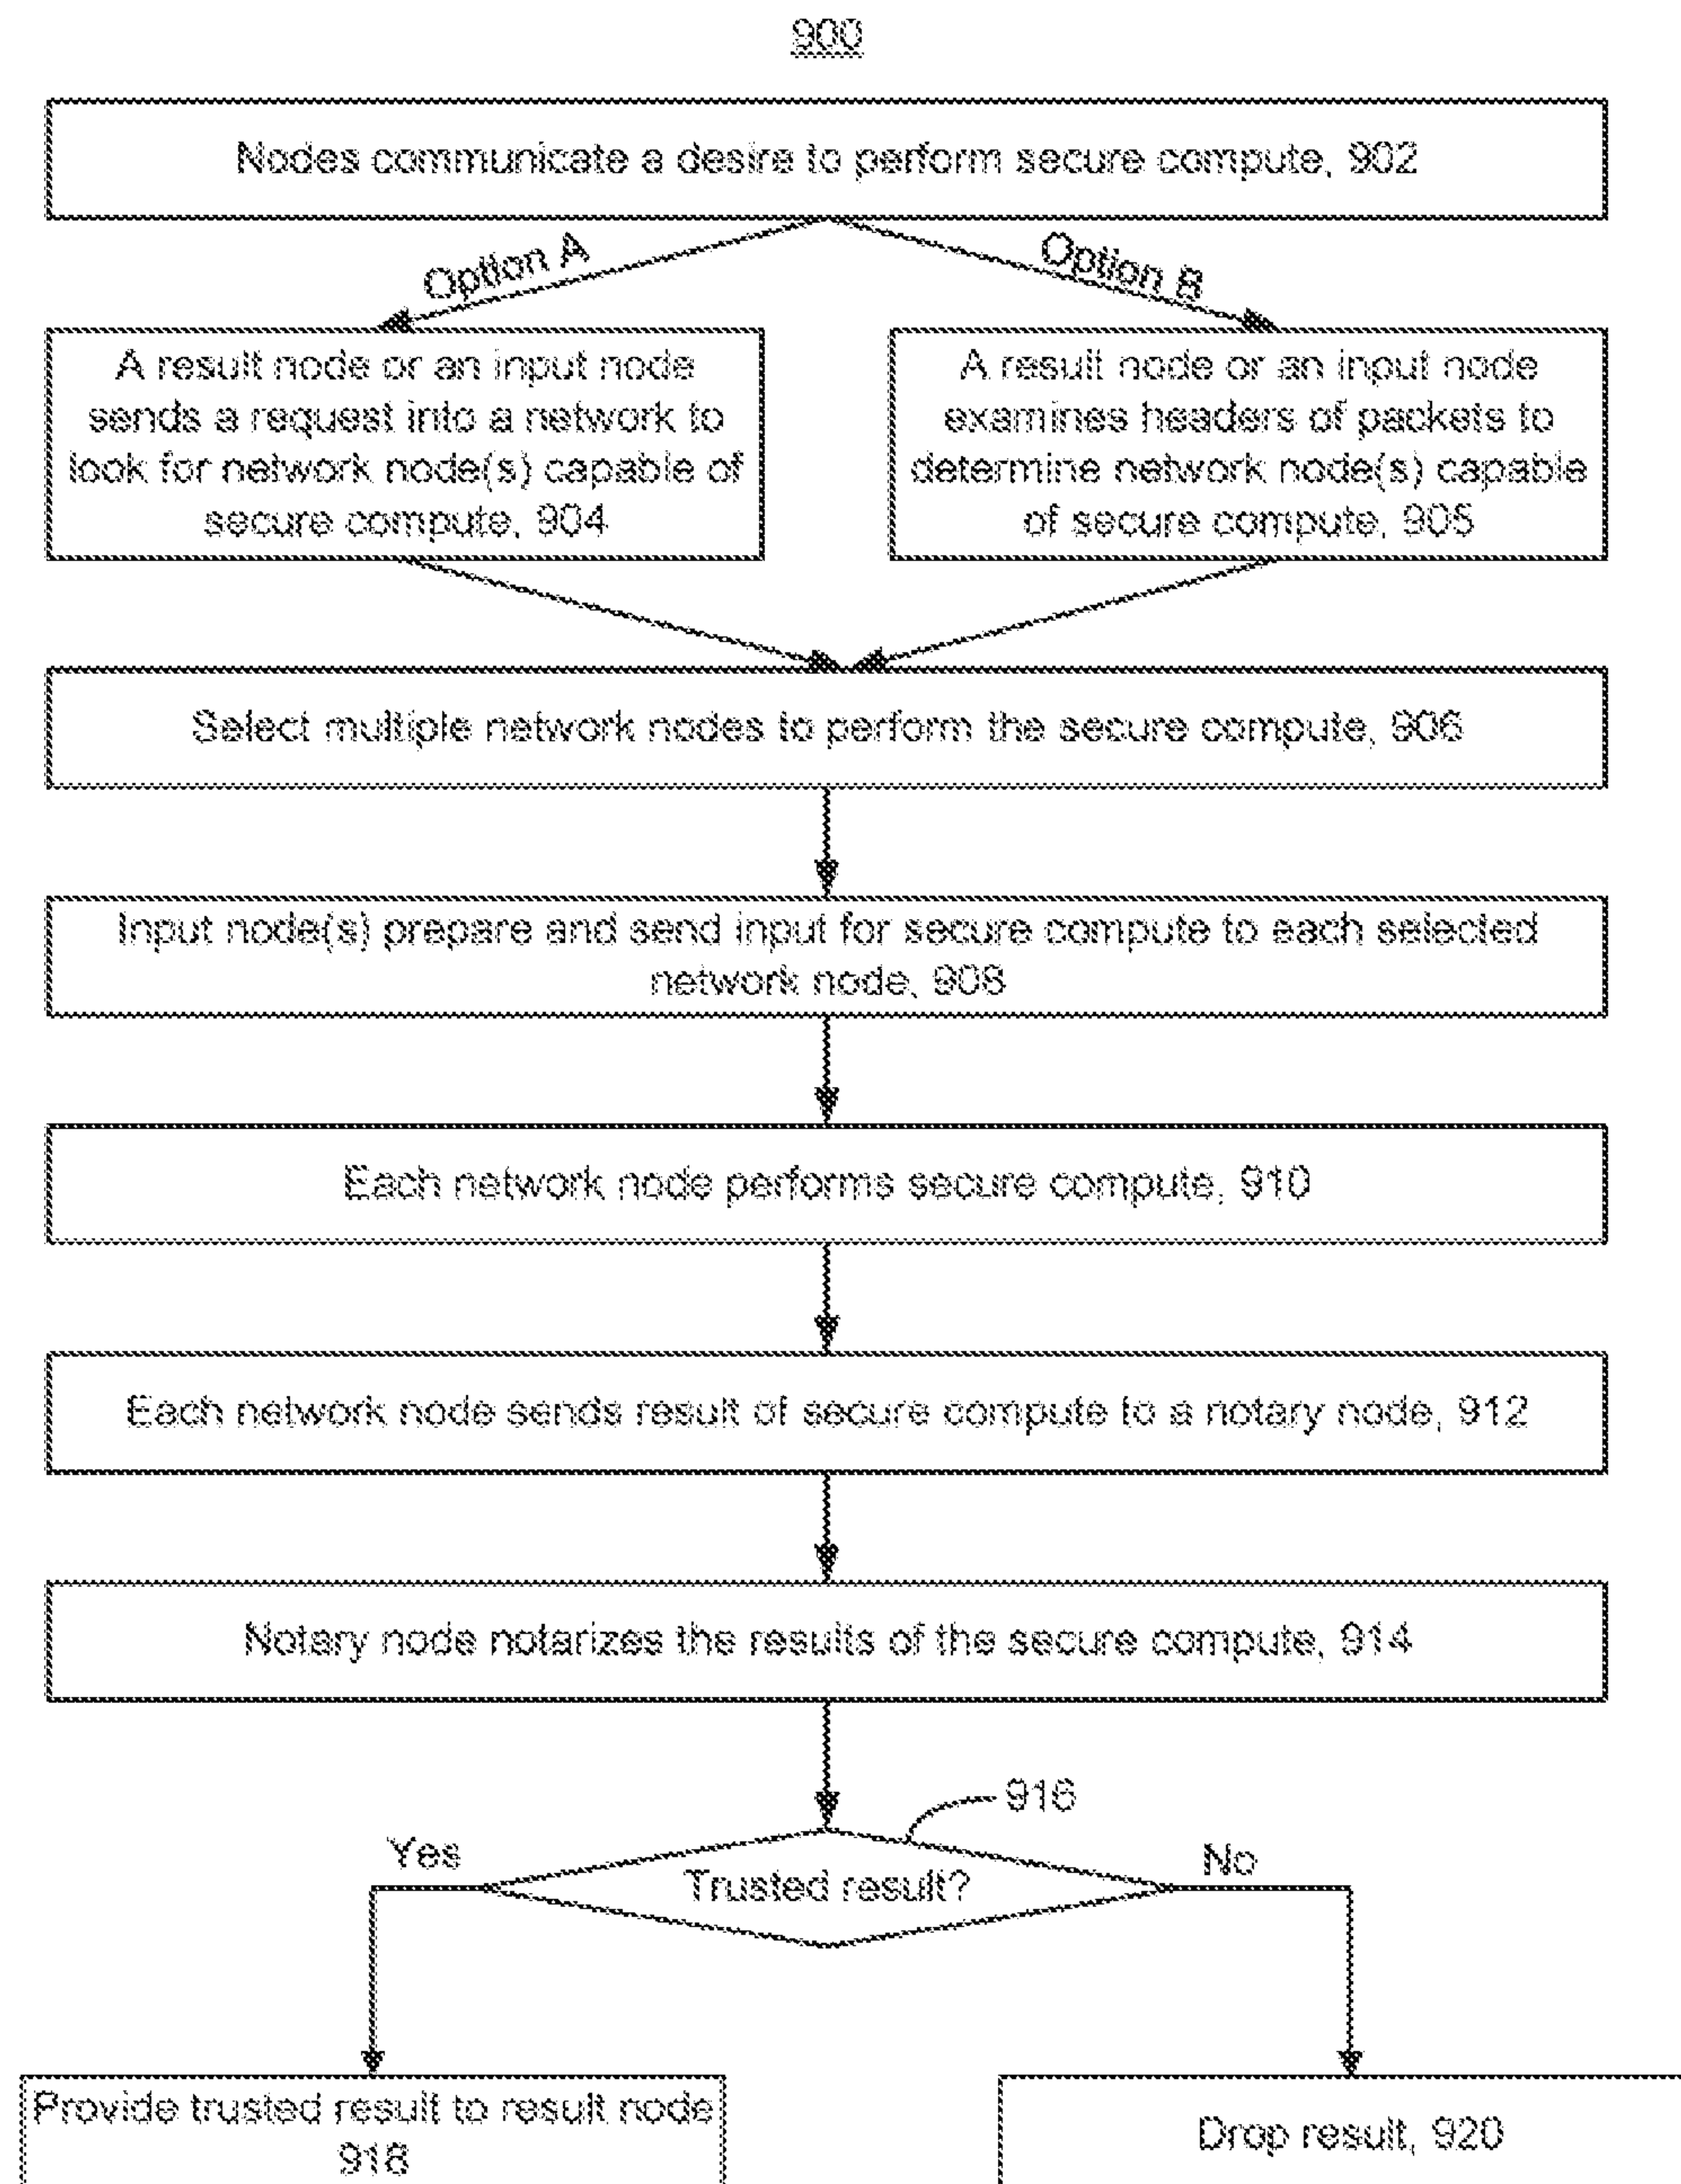 900
Nodes communicate a desire to perform secure compute, 902
Option A
Option B
A result node or an input node
sends a request into a network to
look for network node(s) capable of
secure compute, 904
A result node or an input node
examines headers of packets to
determine network node(s) capable
of secure compute, 905
Select multiple network nodes to perform the secure compute, 906
Input node(s) prepare and send input for secure compute to each selected
network node, 908
Each network node performs secure compute, 910
Each network node sends result of secure compute to a notary node, 912
Notary node notarizes the results of the secure compute, 914
916
Yes
Trusted result?
No
Provide trusted result to result node
918
Drop result, 920